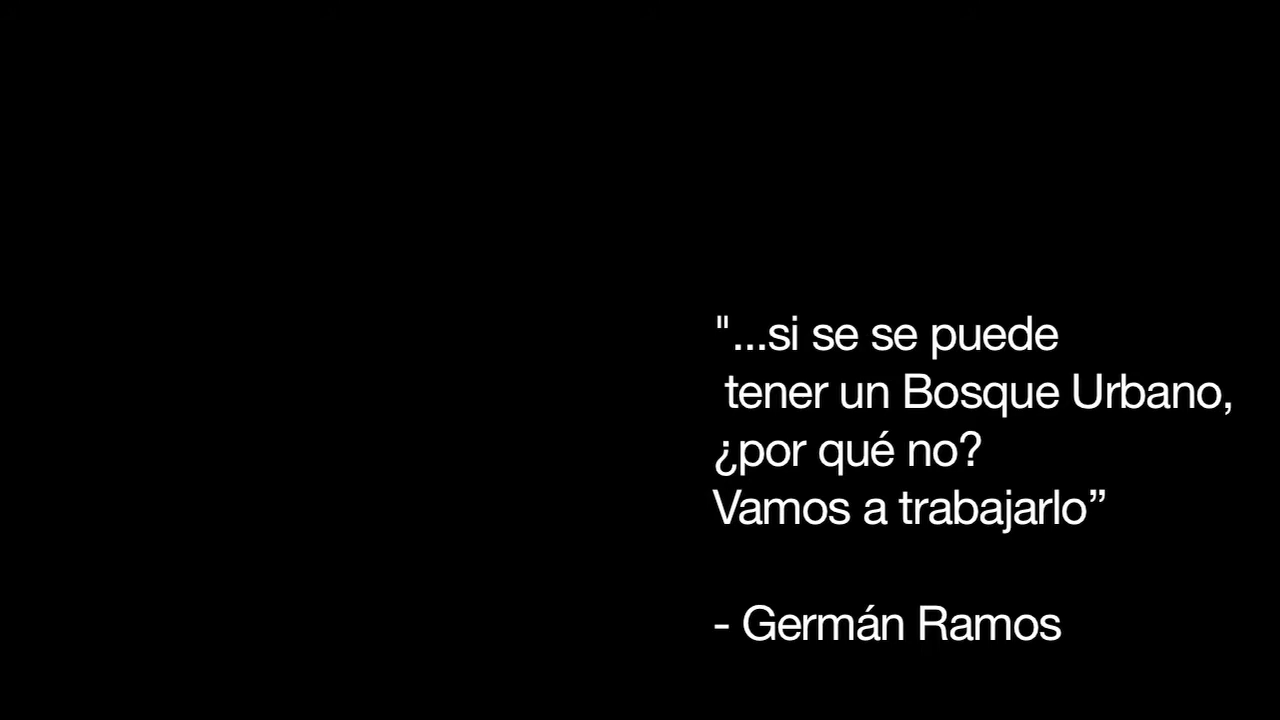 "...si se se puede
tener un Bosque Urbano,
¿por qué no?
Vamos a trabajarlo”
- Germán Ramos